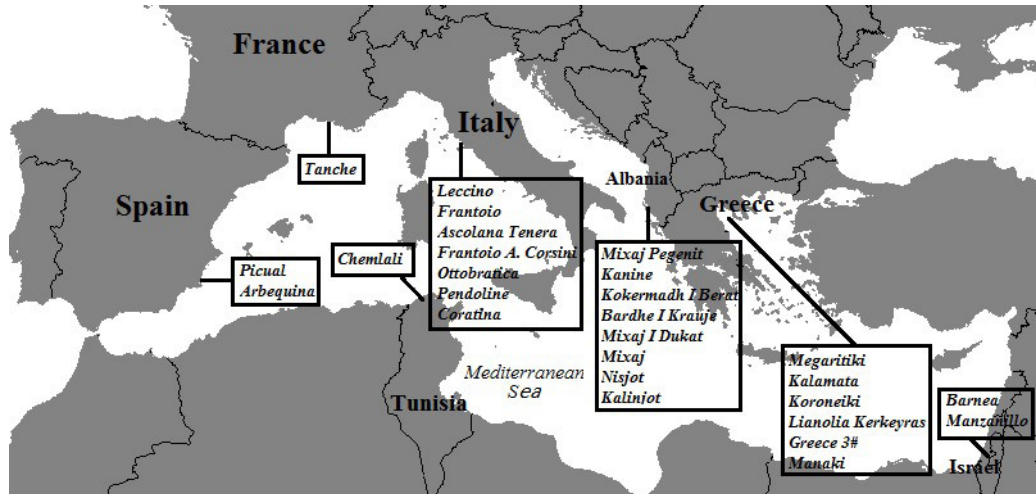 France
Italy
Tanche
Spain
Leccino
Frantoio
Ascolana Tenera
Frantoio A. Corsini
Ottobratica
Pendoline
Coratina
Albania
Greece
Chemlali
Picual
Arbequina
Mixaj Pegenit
Kanine
Kokermadh I Berat
Bardhe I Krauje
Mixaj I Dukat
Mixaj
Nisjot
Kalinjot
Mediterranean
Sea
Tunisia
Megaritiki
Kalamata
Koroneiki
Lianolia Kerkeyras
Greece 3#
Manaki
Barnea
Manzanillo
Israel